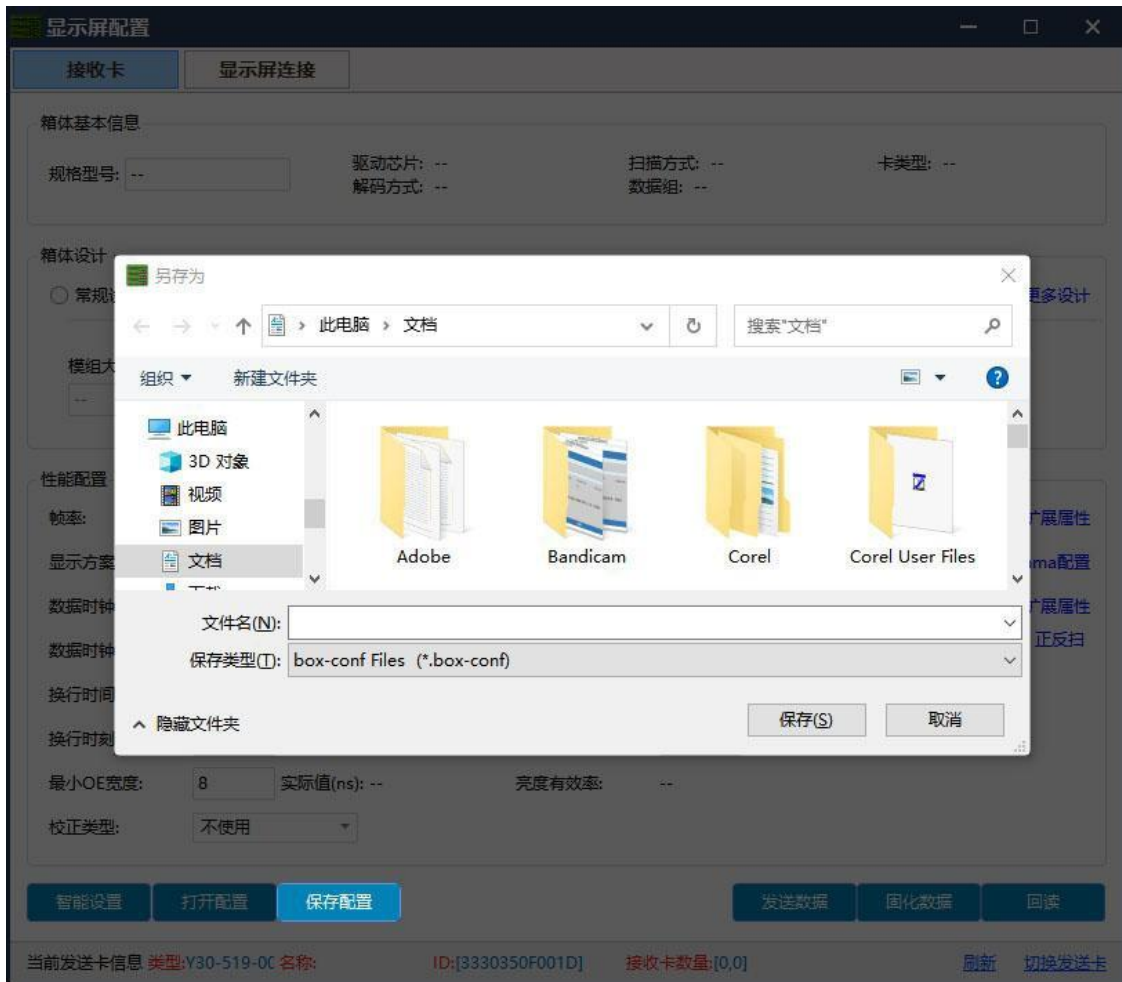 显示屏配置
接收卡 显示屏连接
箱体基本信息
规格型号: -- 驱动芯片: -- 扫描方式: -- 卡类型: --
解码方式: -- 数据组: --
箱体设计
另存为
常规 更多设计
此电脑 › 文档 搜索"文档"
模组大
组织 新建文件夹
--
此电脑
3D 对象
视频
图片
文档
Adobe Bandicam Corel Corel User Files
性能配置
帧率: 扩展属性
显示方案 ma配置
数据时钟 扩展属性
文件名(N):
数据时钟 正反扫
保存类型(T): box-conf Files (*.box-conf)
换行时间
隐藏文件夹 保存(S) 取消
换行时刻
最小OE宽度: 8 实际值(ns): -- 亮度有效率: --
校正类型: 不使用
智能设置 打开配置 保存配置 发送数据 固化数据 回读
当前发送卡信息 类型:Y30-519-0 名称: ID:[3330350F001D] 接收卡数量:[0,0] 刷新 切换发送卡